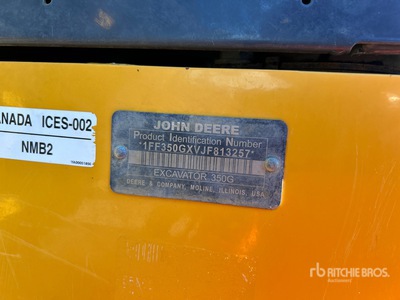 ANADA ICES-002
NMB2
JOHN DEERE
Product Identification Number
*1FF350GXVJF813257*
EXCAVATOR 350G
DEERE & COMPANY, MOLINE, ILLINOIS, USA
rb RITCHIE BROS.
Auctioneers